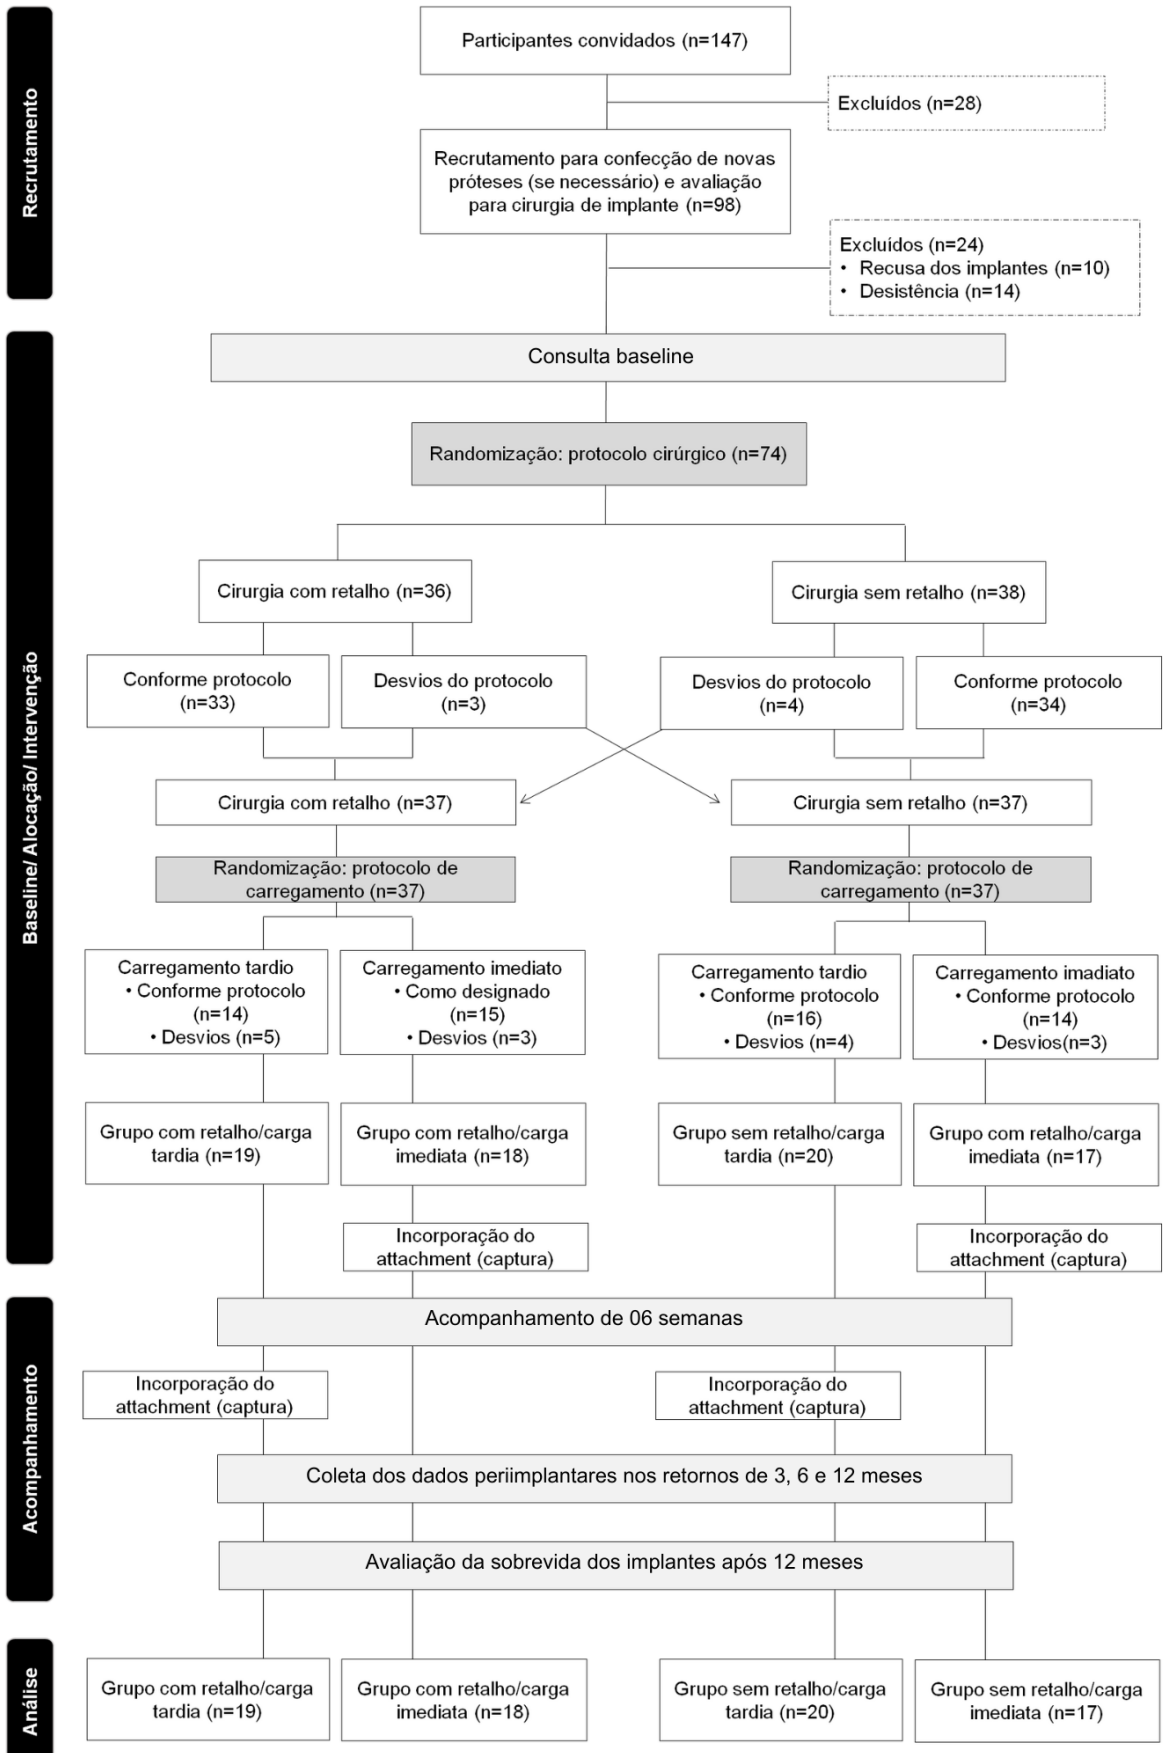 Recrutamento
Participantes convidados (n=147)
Excluídos (n=28)
Recrutamento para confecção de novas
próteses (se necessário) e avaliação
para cirurgia de implante (n=98)
Excluídos (n=24)
• Recusa dos implantes (n=10)
• Desistência (n=14)
Baseline/ Alocação/ Intervenção
Consulta baseline
Randomização: protocolo cirúrgico (n=74)
Cirurgia com retalho (n=36)
Cirurgia sem retalho (n=38)
Conforme protocolo
(n=33)
Desvios do protocolo
(n=3)
Desvios do protocolo
(n=4)
Conforme protocolo
(n=34)
Cirurgia com retalho (n=37)
Cirurgia sem retalho (n=37)
Randomização: protocolo de
carregamento (n=37)
Randomização: protocolo de
carregamento (n=37)
Carregamento tardio
• Conforme protocolo
(n=14)
• Desvios (n=5)
Carregamento imediato
• Como designado
(n=15)
• Desvios (n=3)
Carregamento tardio
• Conforme protocolo
(n=16)
• Desvios (n=4)
Carregamento imadiato
• Conforme protocolo
(n=14)
• Desvios(n=3)
Grupo com retalho/carga
tardia (n=19)
Grupo com retalho/carga
imediata (n=18)
Grupo sem retalho/carga
tardia (n=20)
Grupo com retalho/carga
imediata (n=17)
Incorporação do
attachment (captura)
Incorporação do
attachment (captura)
Acompanhamento
Acompanhamento de 06 semanas
Incorporação do
attachment (captura)
Incorporação do
attachment (captura)
Coleta dos dados periimplantares nos retornos de 3, 6 e 12 meses
Avaliação da sobrevida dos implantes após 12 meses
Análise
Grupo com retalho/carga
tardia (n=19)
Grupo com retalho/carga
imediata (n=18)
Grupo sem retalho/carga
tardia (n=20)
Grupo sem retalho/carga
imediata (n=17)